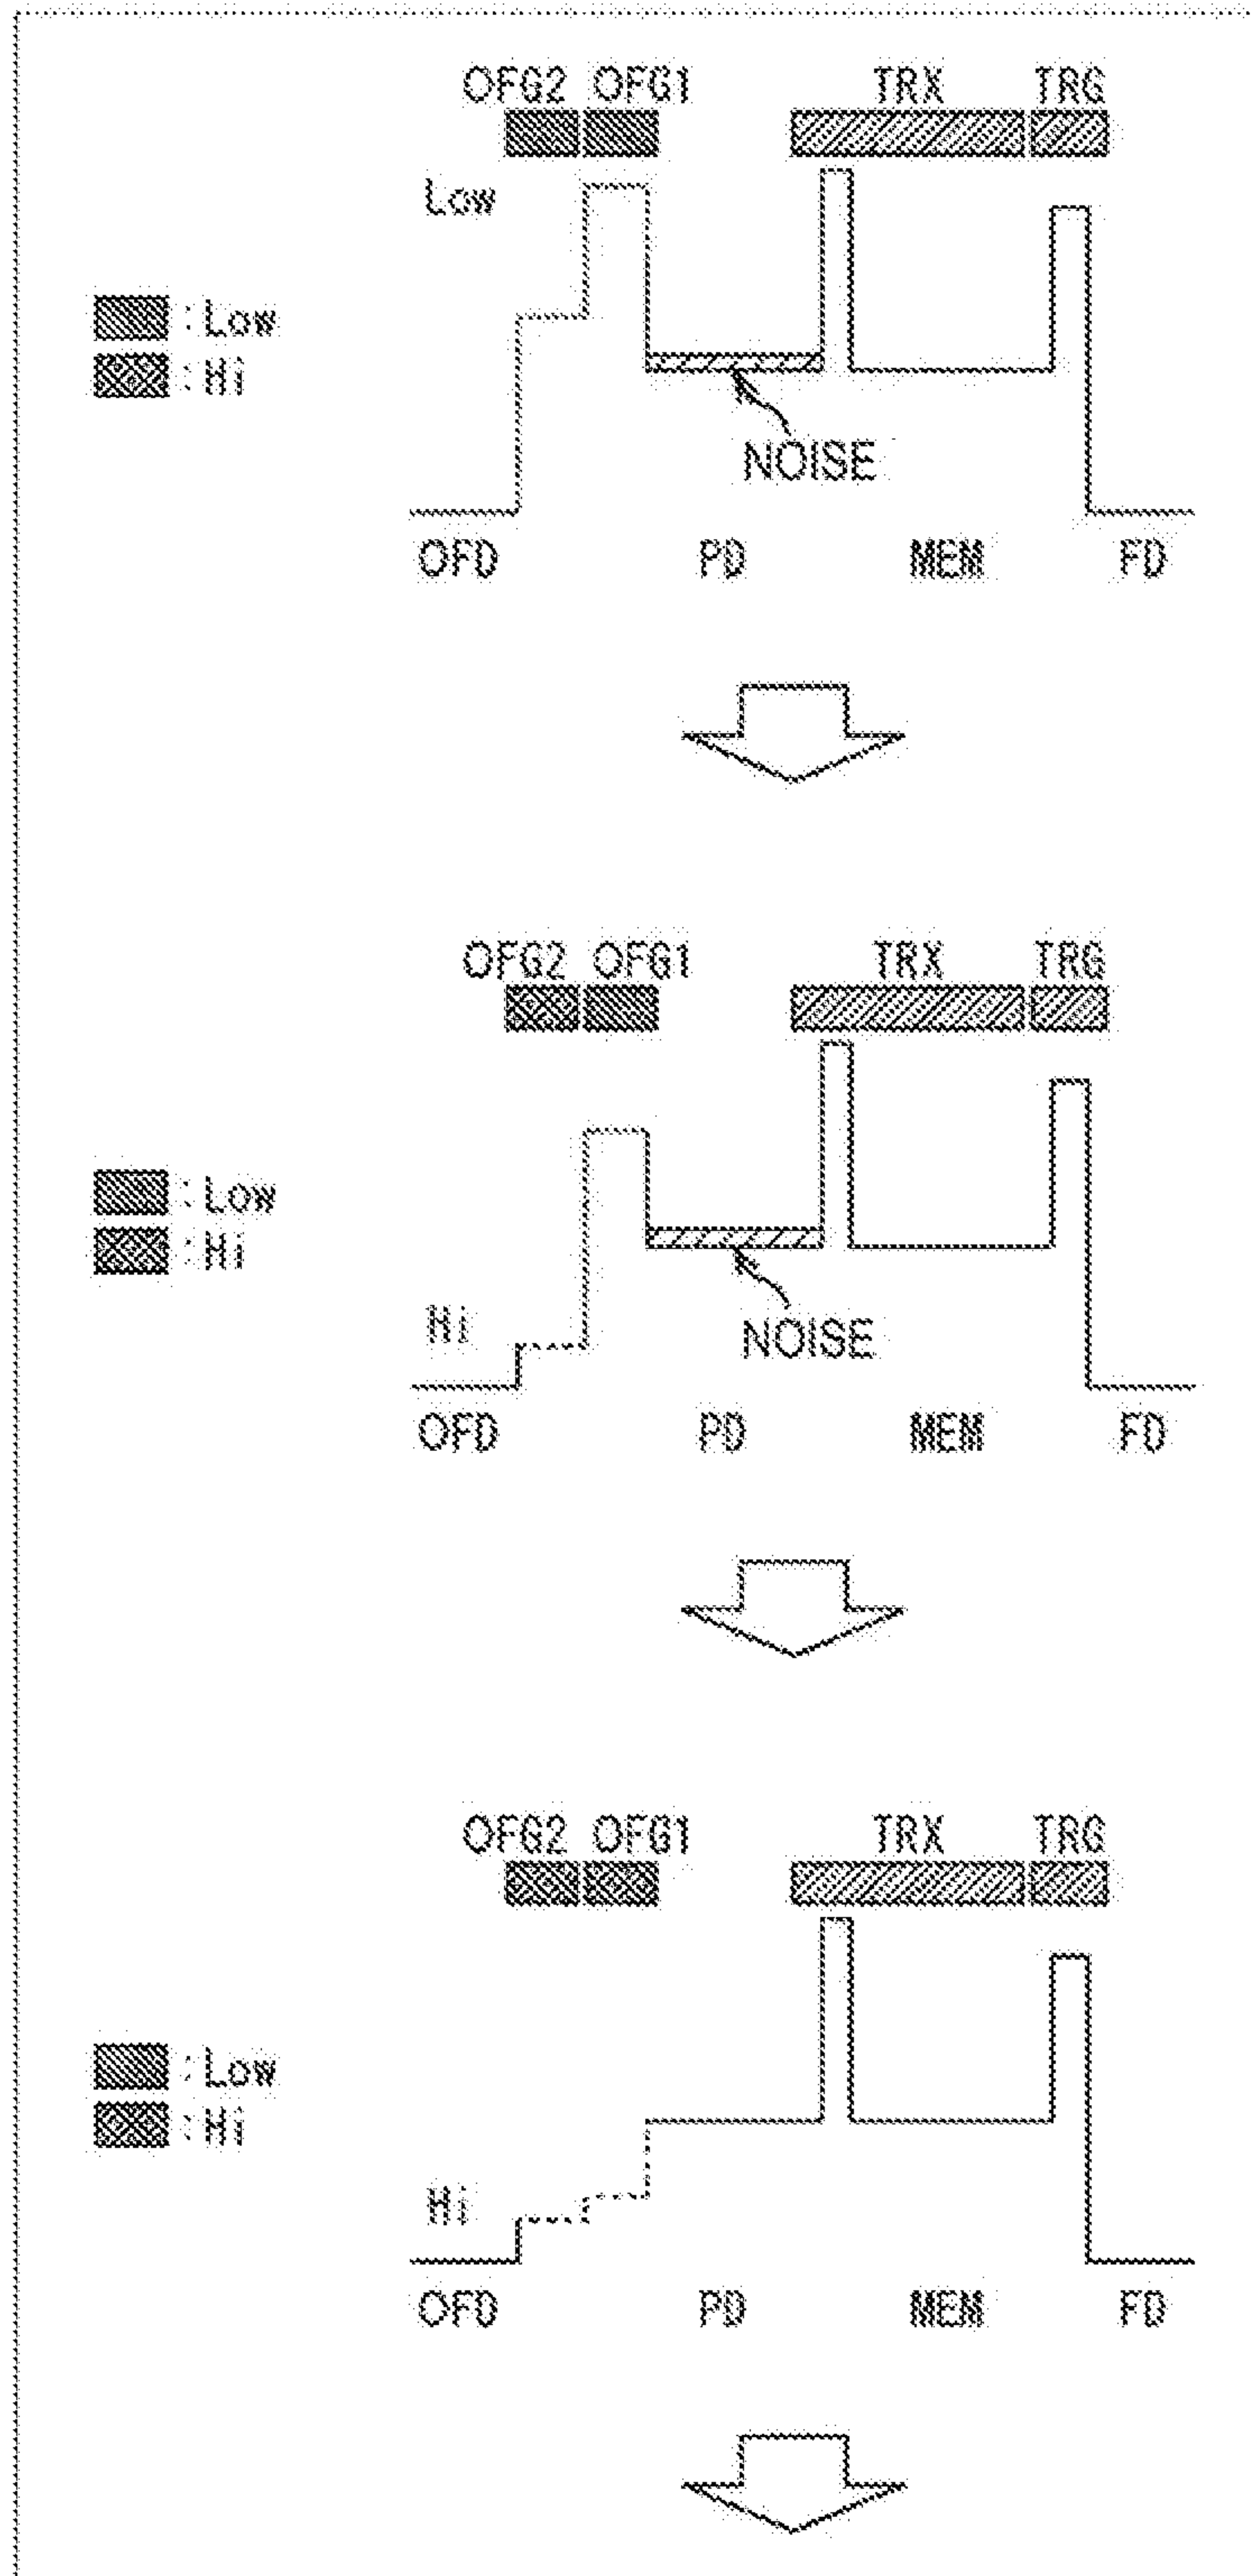 OFG2 OFG1 TRX TRG
Low
:Low
:Hi
NOISE
OFD PD MEM FD
OFG2 OFG1 TRX TRG
:Low
:Hi
Hi
NOISE
OFD PD MEM FD
OFG2 OFG1 TRX TRG
:Low
:Hi
Hi
OFD PD MEM FD